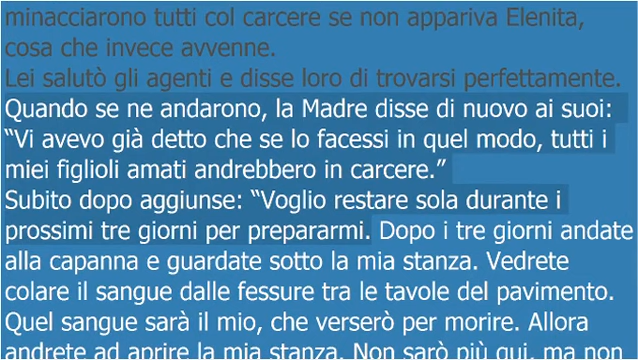 minacciarono tutti col carcere se non appariva Elenita,
cosa che invece avvenne.
Lei salutò gli agenti e disse loro di trovarsi perfettamente.
Quando se ne andarono, la Madre disse di nuovo ai suoi:
“Vi avevo già detto che se lo facessi in quel modo, tutti i
miei figlioli amati andrebbero in carcere.”
Subito dopo aggiunse: “Voglio restare sola durante i
prossimi tre giorni per prepararmi. Dopo i tre giorni andate
alla capanna e guardate sotto la mia stanza. Vedrete
colare il sangue dalle fessure tra le tavole del pavimento.
Quel sangue sarà il mio, che verserò per morire. Allora
andrete ad aprire la mia stanza. Non sarò più qui, ma non